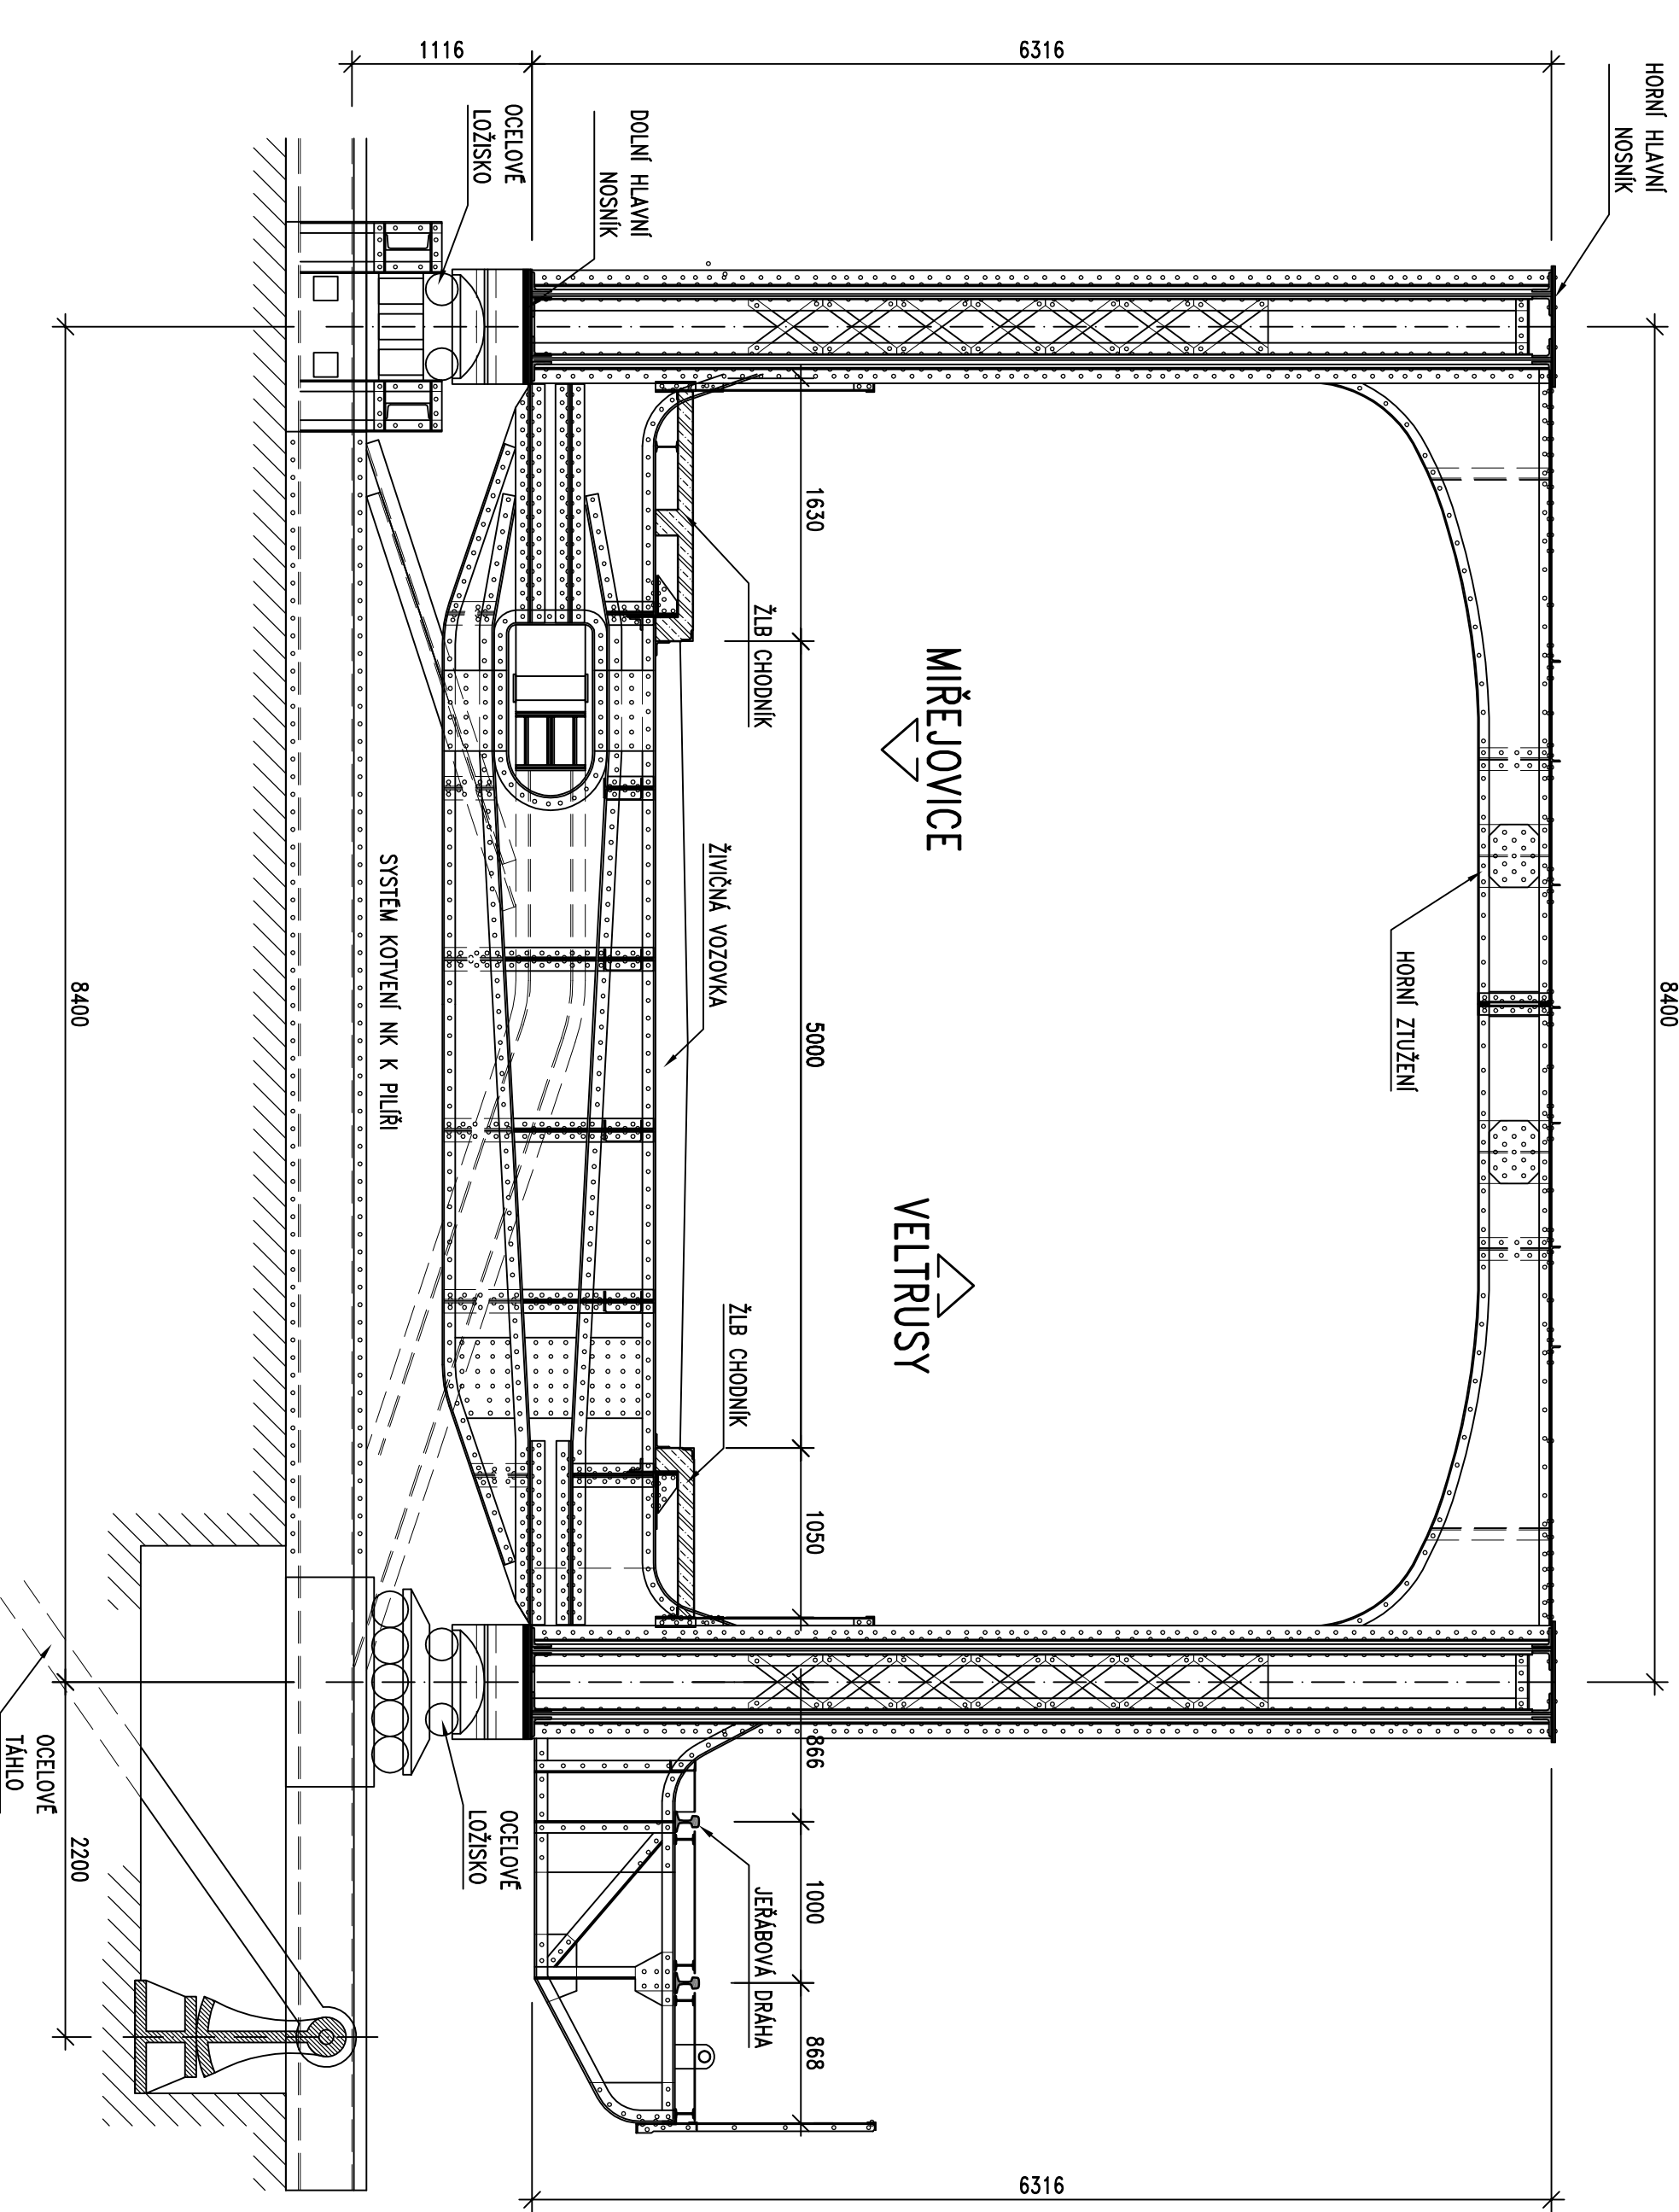 HORNÍ HLAVNÍ
NOSNÍK
8400
6316
1116
DOLNÍ HLAVNÍ
NOSNÍK
OCELOVÉ
LOŽISKO
HORNÍ ZTUŽENÍ
MIŘEJOVICE
VELTRUSY
1630
5000
1050
866
1000
868
ŽLB CHODNÍK
ŽIVIČNÁ VOZOVKA
ŽLB CHODNÍK
JEŘÁBOVÁ DRÁHA
SYSTÉM KOTVENÍ NK K PILÍŘI
OCELOVÉ
LOŽISKO
6316
8400
2200
OCELOVÉ
TÁHLO